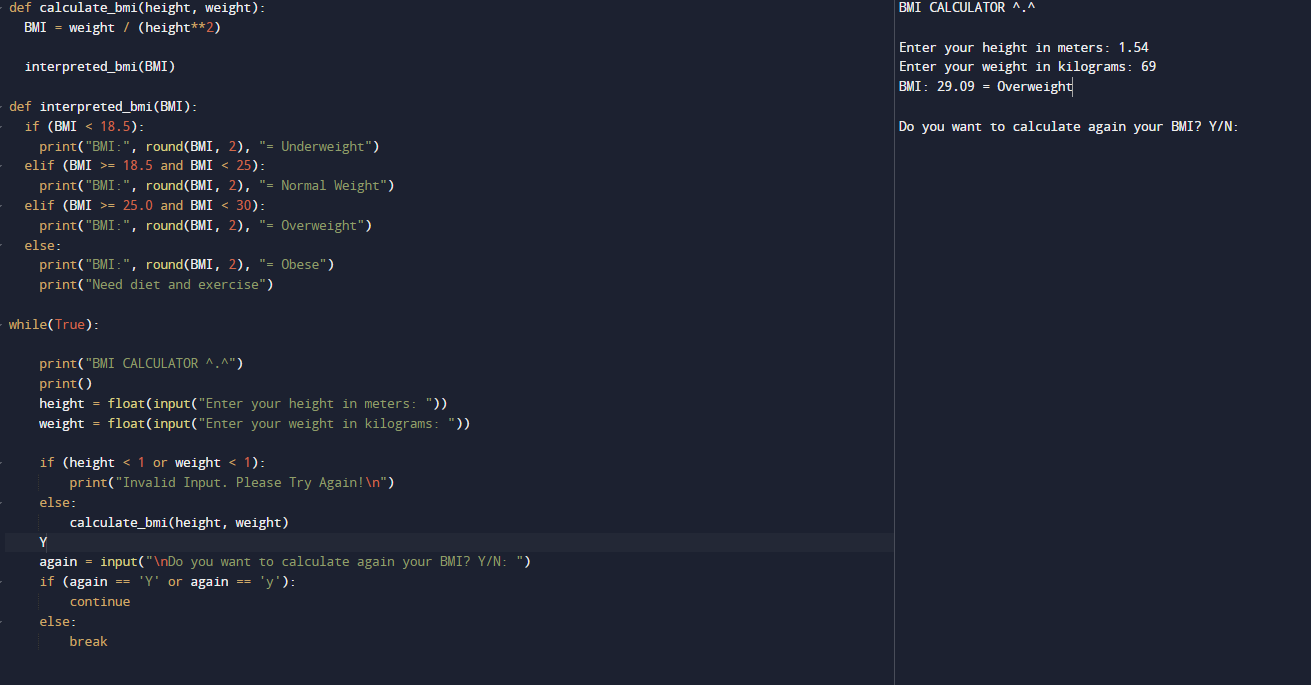 def calculate_bmi(height, weight):
  BMI = weight / (height**2)
  interpreted_bmi(BMI)
def interpreted_bmi(BMI):
  if (BMI < 18.5):
    print("BMI:", round(BMI, 2), "= Underweight")
  elif (BMI >= 18.5 and BMI < 25):
    print("BMI:", round(BMI, 2), "= Normal Weight")
  elif (BMI >= 25.0 and BMI < 30):
    print("BMI:", round(BMI, 2), "= Overweight")
  else:
    print("BMI:", round(BMI, 2), "= Obese")
    print("Need diet and exercise")
while(True):
    print("BMI CALCULATOR ^.^")
    print()
    height = float(input("Enter your height in meters: "))
    weight = float(input("Enter your weight in kilograms: "))
    if (height < 1 or weight < 1):
        print("Invalid Input. Please Try Again!\n")
    else:
        calculate_bmi(height, weight)
    Y
    again = input("\nDo you want to calculate again your BMI? Y/N: ")
    if (again == 'Y' or again == 'y'):
        continue
    else:
        break
BMI CALCULATOR ^.^
Enter your height in meters: 1.54
Enter your weight in kilograms: 69
BMI: 29.09 = Overweight
Do you want to calculate again your BMI? Y/N: